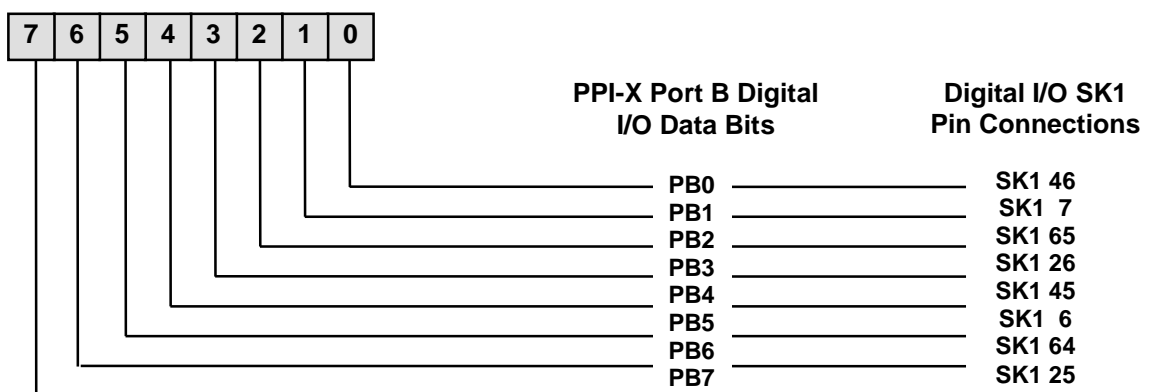 7 6 5 4 3 2 1 0
PPI-X Port B Digital I/O Data Bits
Digital I/O SK1 Pin Connections
PB0 SK1 46
PB1 SK1 7
PB2 SK1 65
PB3 SK1 26
PB4 SK1 45
PB5 SK1 6
PB6 SK1 64
PB7 SK1 25